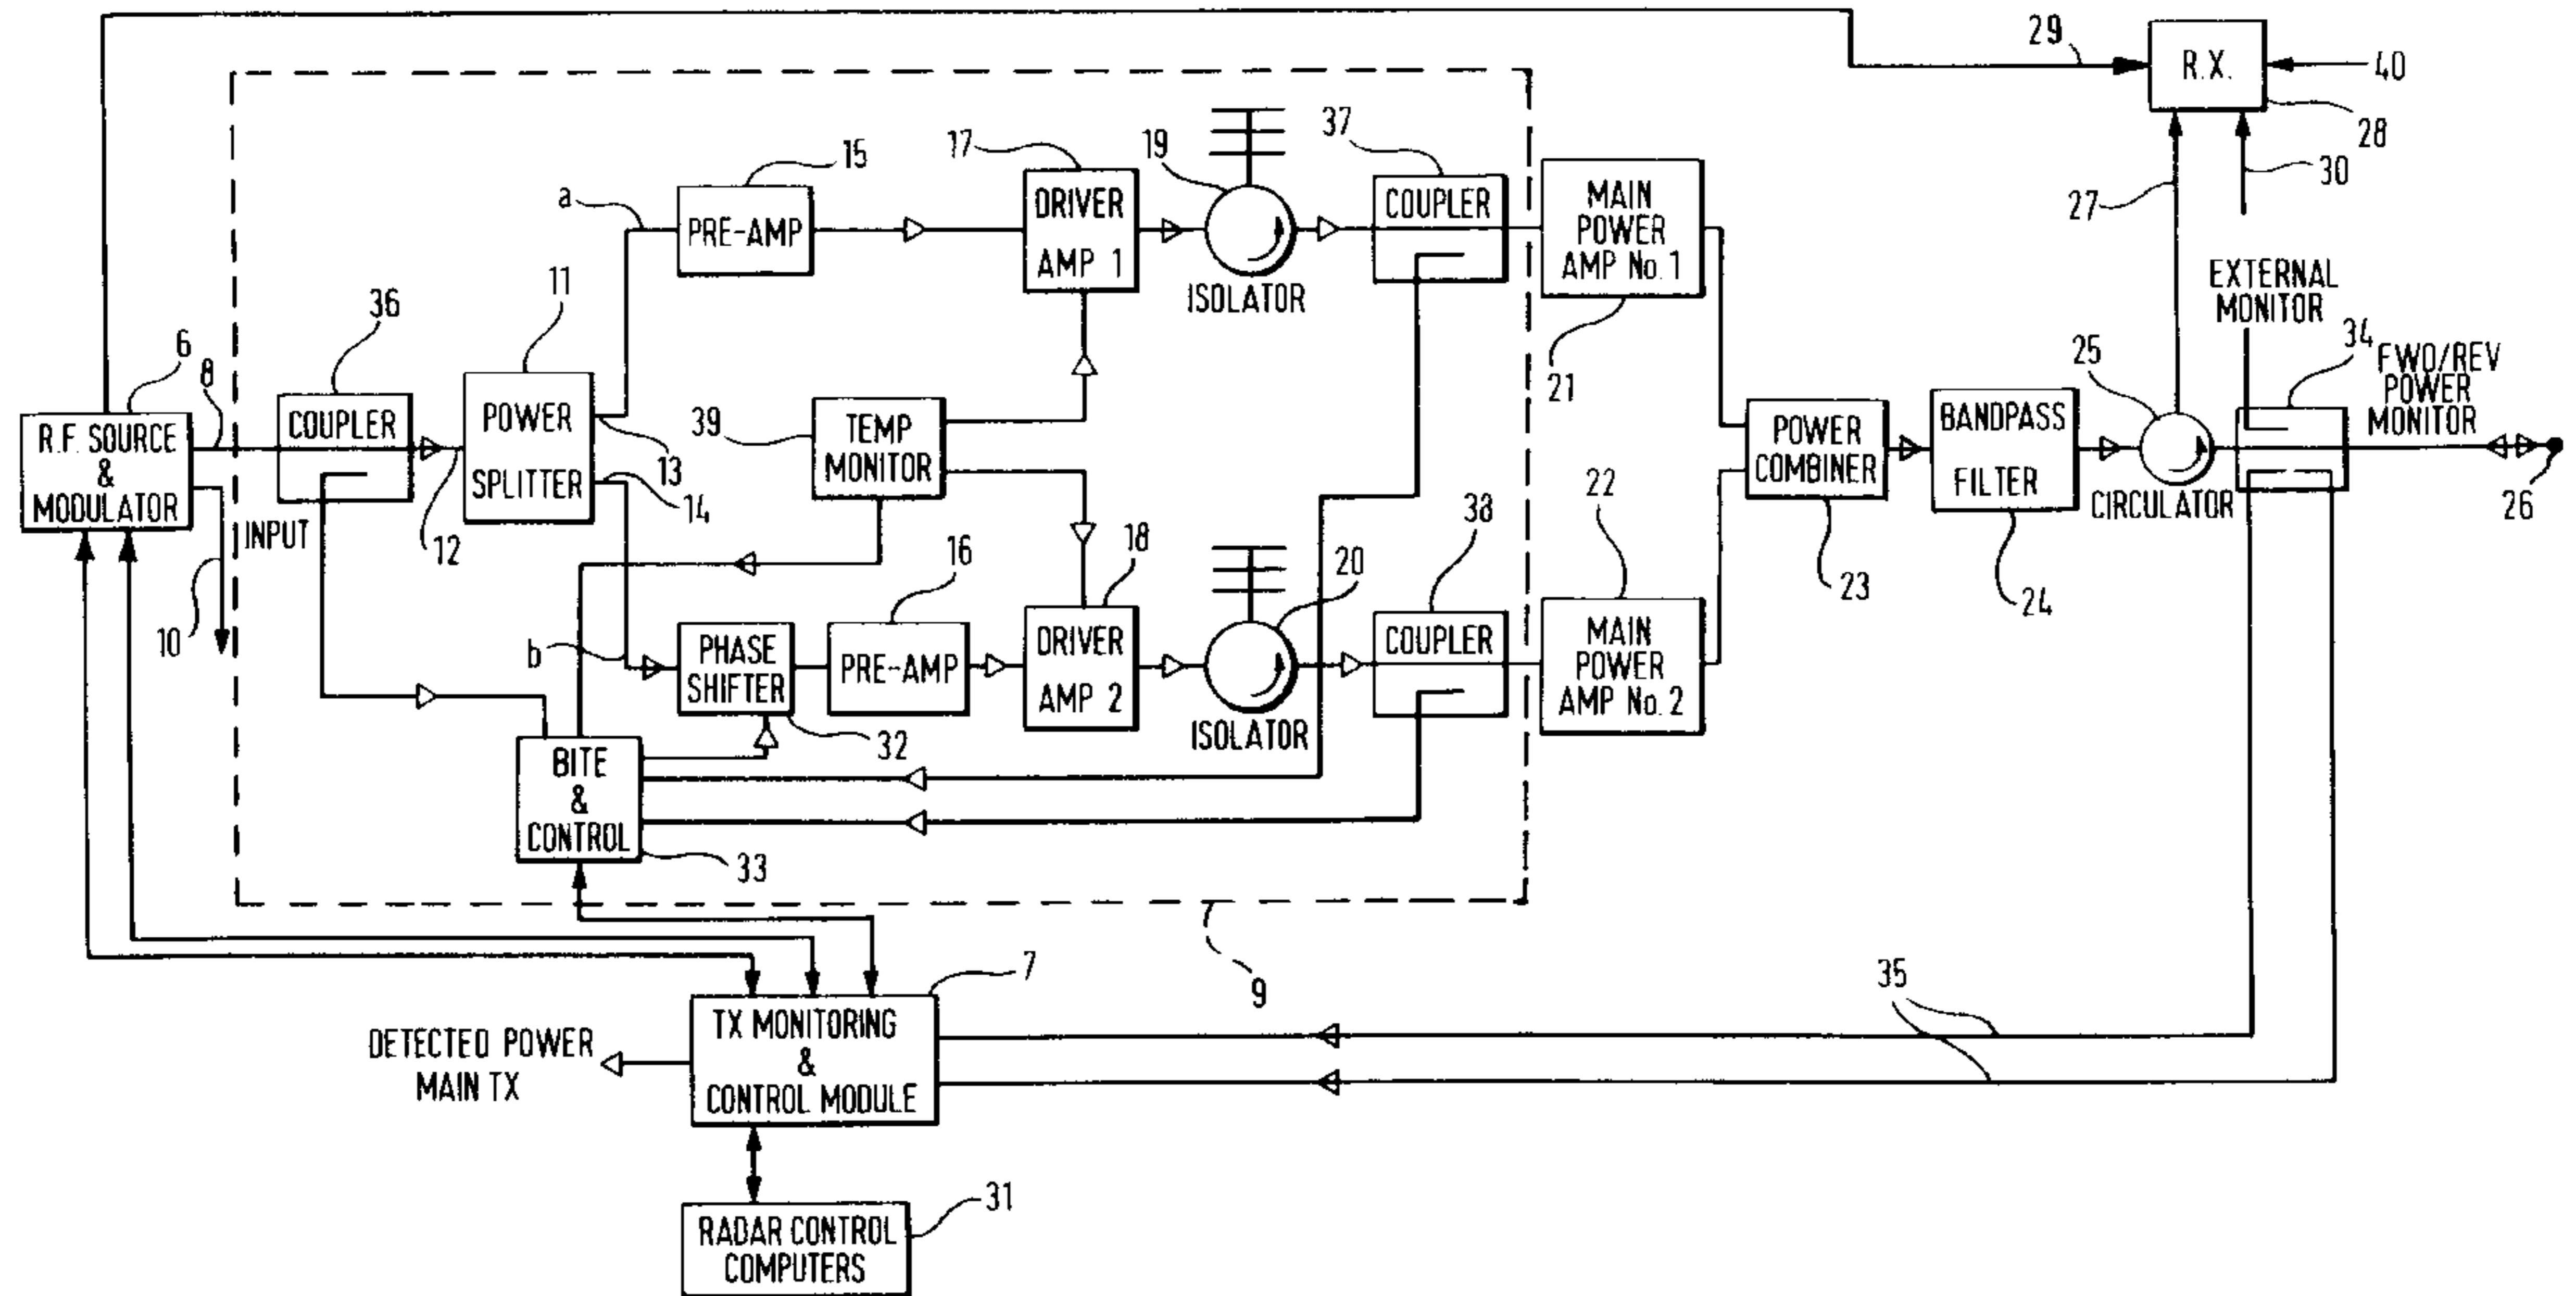 29
R.X.
40
28
30
27
15
17
19
37
a
PRE-AMP
DRIVER
AMP 1
ISOLATOR
COUPLER
MAIN
POWER
AMP No. 1
21
11
36
6
8
R.F. SOURCE
&
MODULATOR
COUPLER
INPUT
10
12
POWER
SPLITTER
13
14
39
TEMP
MONITOR
EXTERNAL
MONITOR
34
FWD/REV
POWER
MONITOR
25
CIRCULATOR
26
POWER
COMBINER
23
BANDPASS
FILTER
24
16
18
20
38
22
b
PHASE
SHIFTER
32
PRE-AMP
DRIVER
AMP 2
ISOLATOR
COUPLER
MAIN
POWER
AMP No. 2
BITE
&
CONTROL
33
9
7
35
DETECTED POWER
MAIN TX
TX MONITORING
&
CONTROL MODULE
31
RADAR CONTROL
COMPUTERS